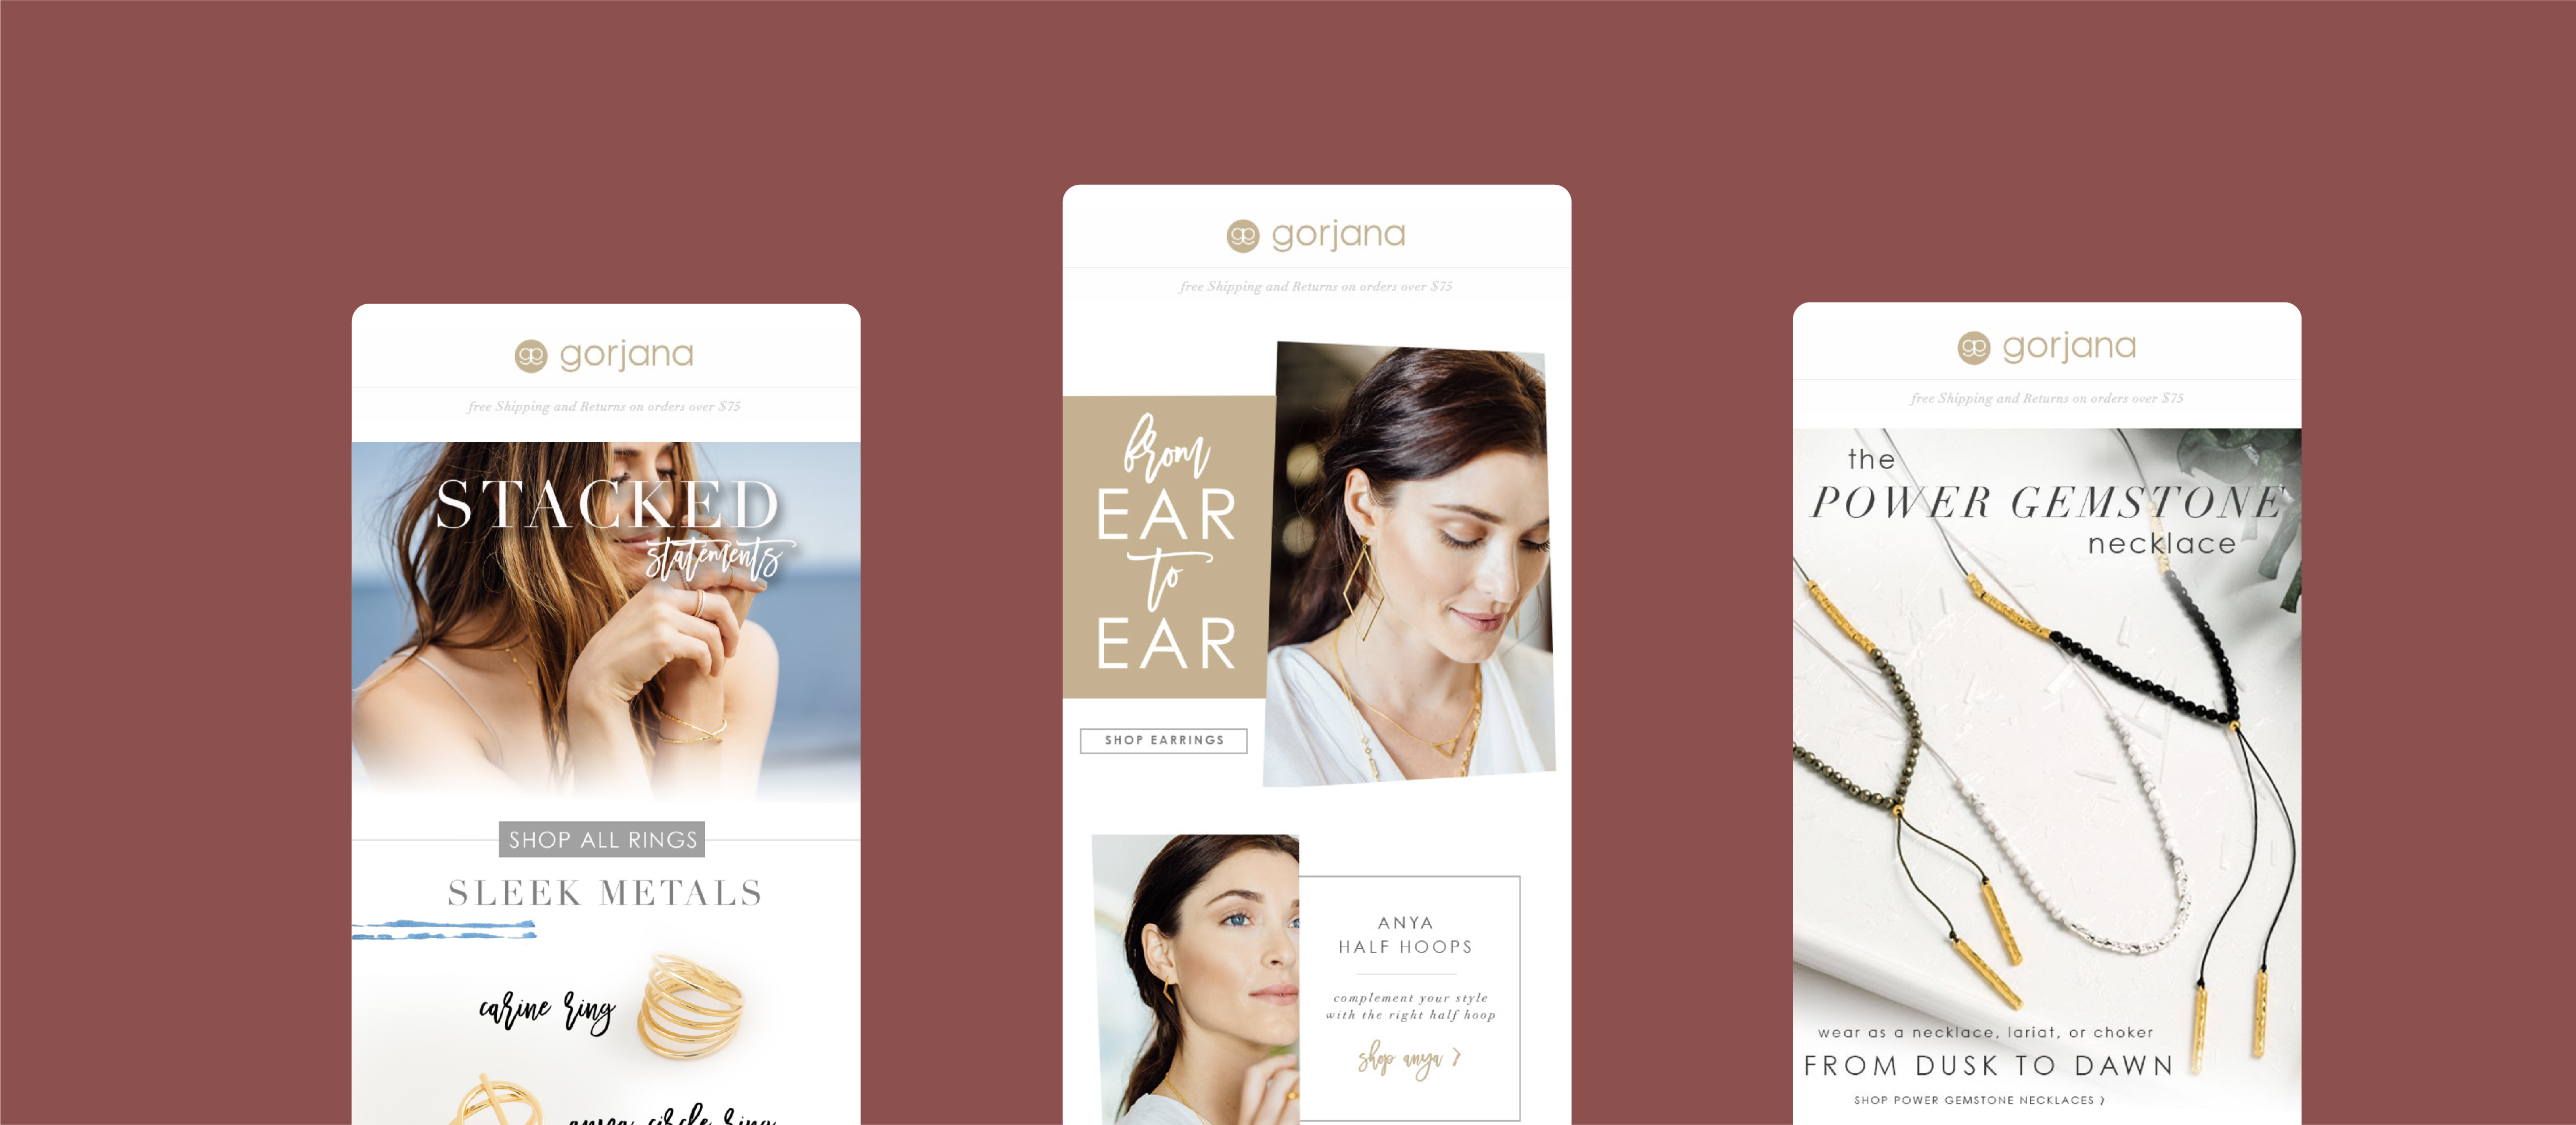 gorjana
free Shipping and Returns on orders over $75
STACKED
statements
SHOP ALL RINGS
SLEEK METALS
carine ring
circle ring
gorjana
free Shipping and Returns on orders over $75
from
EAR
to
EAR
SHOP EARRINGS
ANYA
HALF HOOPS
complement your style
with the right half hoop
shop anya >
gorjana
free Shipping and Returns on orders over $75
the
POWER GEMSTONE
necklace
wear as a necklace, lariat, or choker
FROM DUSK TO DAWN
SHOP POWER GEMSTONE NECKLACES >